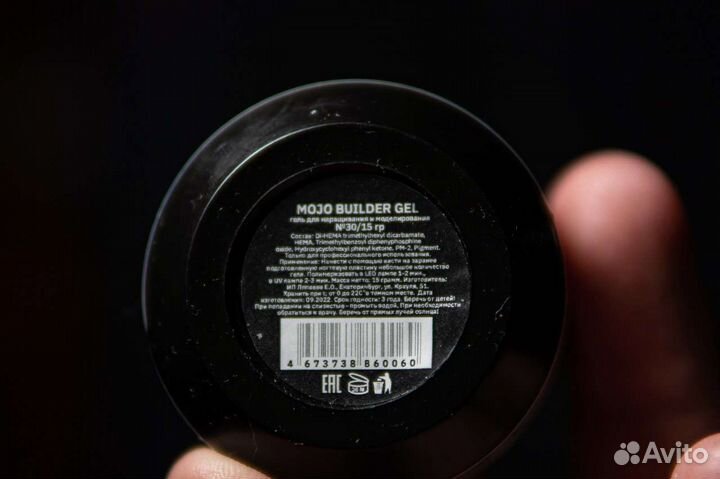 MOJO BUILDER GEL
гель для наращивания и моделирования
№30/15 гр
Состав: Di-HEMA trimethylhexyl dicarbamate,
HEMA, Trimethylbenzoyl diphenylphosphine
oxide, Hydroxycyclohexyl phenyl ketone, PM-2, Pigment.
Только для профессионального использования.
Применение: Нанести с помощью кисти на заранее
подготовленную ногтевую пластину небольшое количество
геля. Полимеризовать в LED лампе 1-2 мин.,
в UV лампе 2-3 мин. Масса нетто: 15 грамм. Изготовитель:
ИП Ляпеева Е.О., Екатеринбург, ул. Крауля, 51.
Хранить при t: от 0 до 22C° в темном месте. Дата
изготовления: 09.2022. Срок годности: 3 года. Беречь от детей!
При попадании на слизистые - промыть водой. При необходимости
обратиться к врачу. Беречь от прямых лучей солнца!
4 673738 860060
EAC
Avito